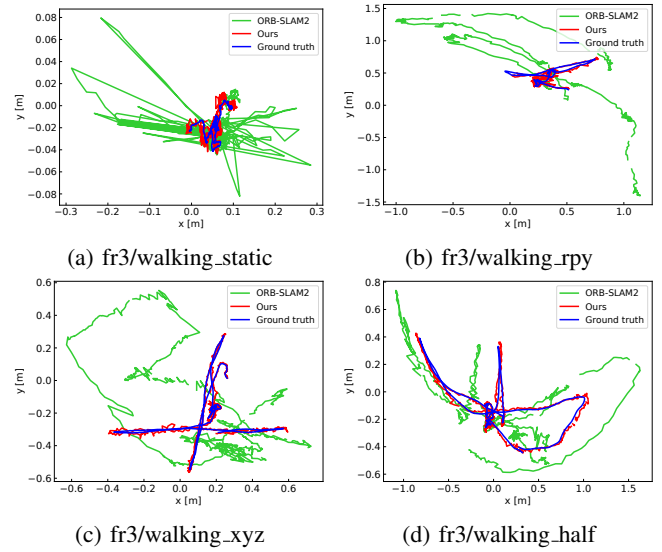 ORB-SLAM2
Ours
Ground truth
0.08
0.06
0.04
0.02
0.00
−0.02
−0.04
−0.06
−0.08
y [m]
−0.3 −0.2 −0.1 0.0 0.1 0.2 0.3
x [m]
(a) fr3/walking_static
ORB-SLAM2
Ours
Ground truth
1.5
1.0
0.5
0.0
−0.5
−1.0
−1.5
y [m]
−1.0 −0.5 0.0 0.5 1.0
x [m]
(b) fr3/walking_rpy
ORB-SLAM2
Ours
Ground truth
0.6
0.4
0.2
0.0
−0.2
−0.4
−0.6
y [m]
−0.6 −0.4 −0.2 0.0 0.2 0.4 0.6
x [m]
(c) fr3/walking_xyz
ORB-SLAM2
Ours
Ground truth
0.8
0.6
0.4
0.2
0.0
−0.2
−0.4
−0.6
y [m]
−1.0 −0.5 0.0 0.5 1.0 1.5
x [m]
(d) fr3/walking_half